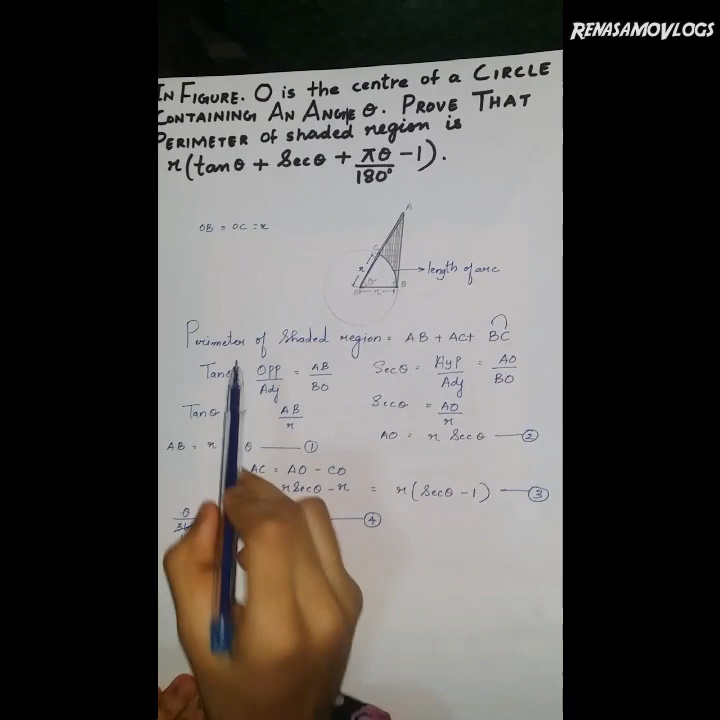 RENASAMOVLOGS
IN FIGURE. O is the centre of a CIRCLE
CONTAINING AN ANGLE θ. PROVE THAT
PERIMETER of shaded region is
r(tanθ + Secθ + πθ/180° - 1).
OB = OC = r
A
C
r
θ
O r B
length of arc
Perimeter of shaded region = AB + AC + BC
Tanθ OPP/Adj = AB/BO
Secθ = Hyp/Adj = AO/BO
Tanθ = AB/r
Secθ = AO/r
AB = r θ ①
AO = r Secθ ②
AC = AO - CO
rSecθ - r = r(Secθ - 1) ③
θ
④